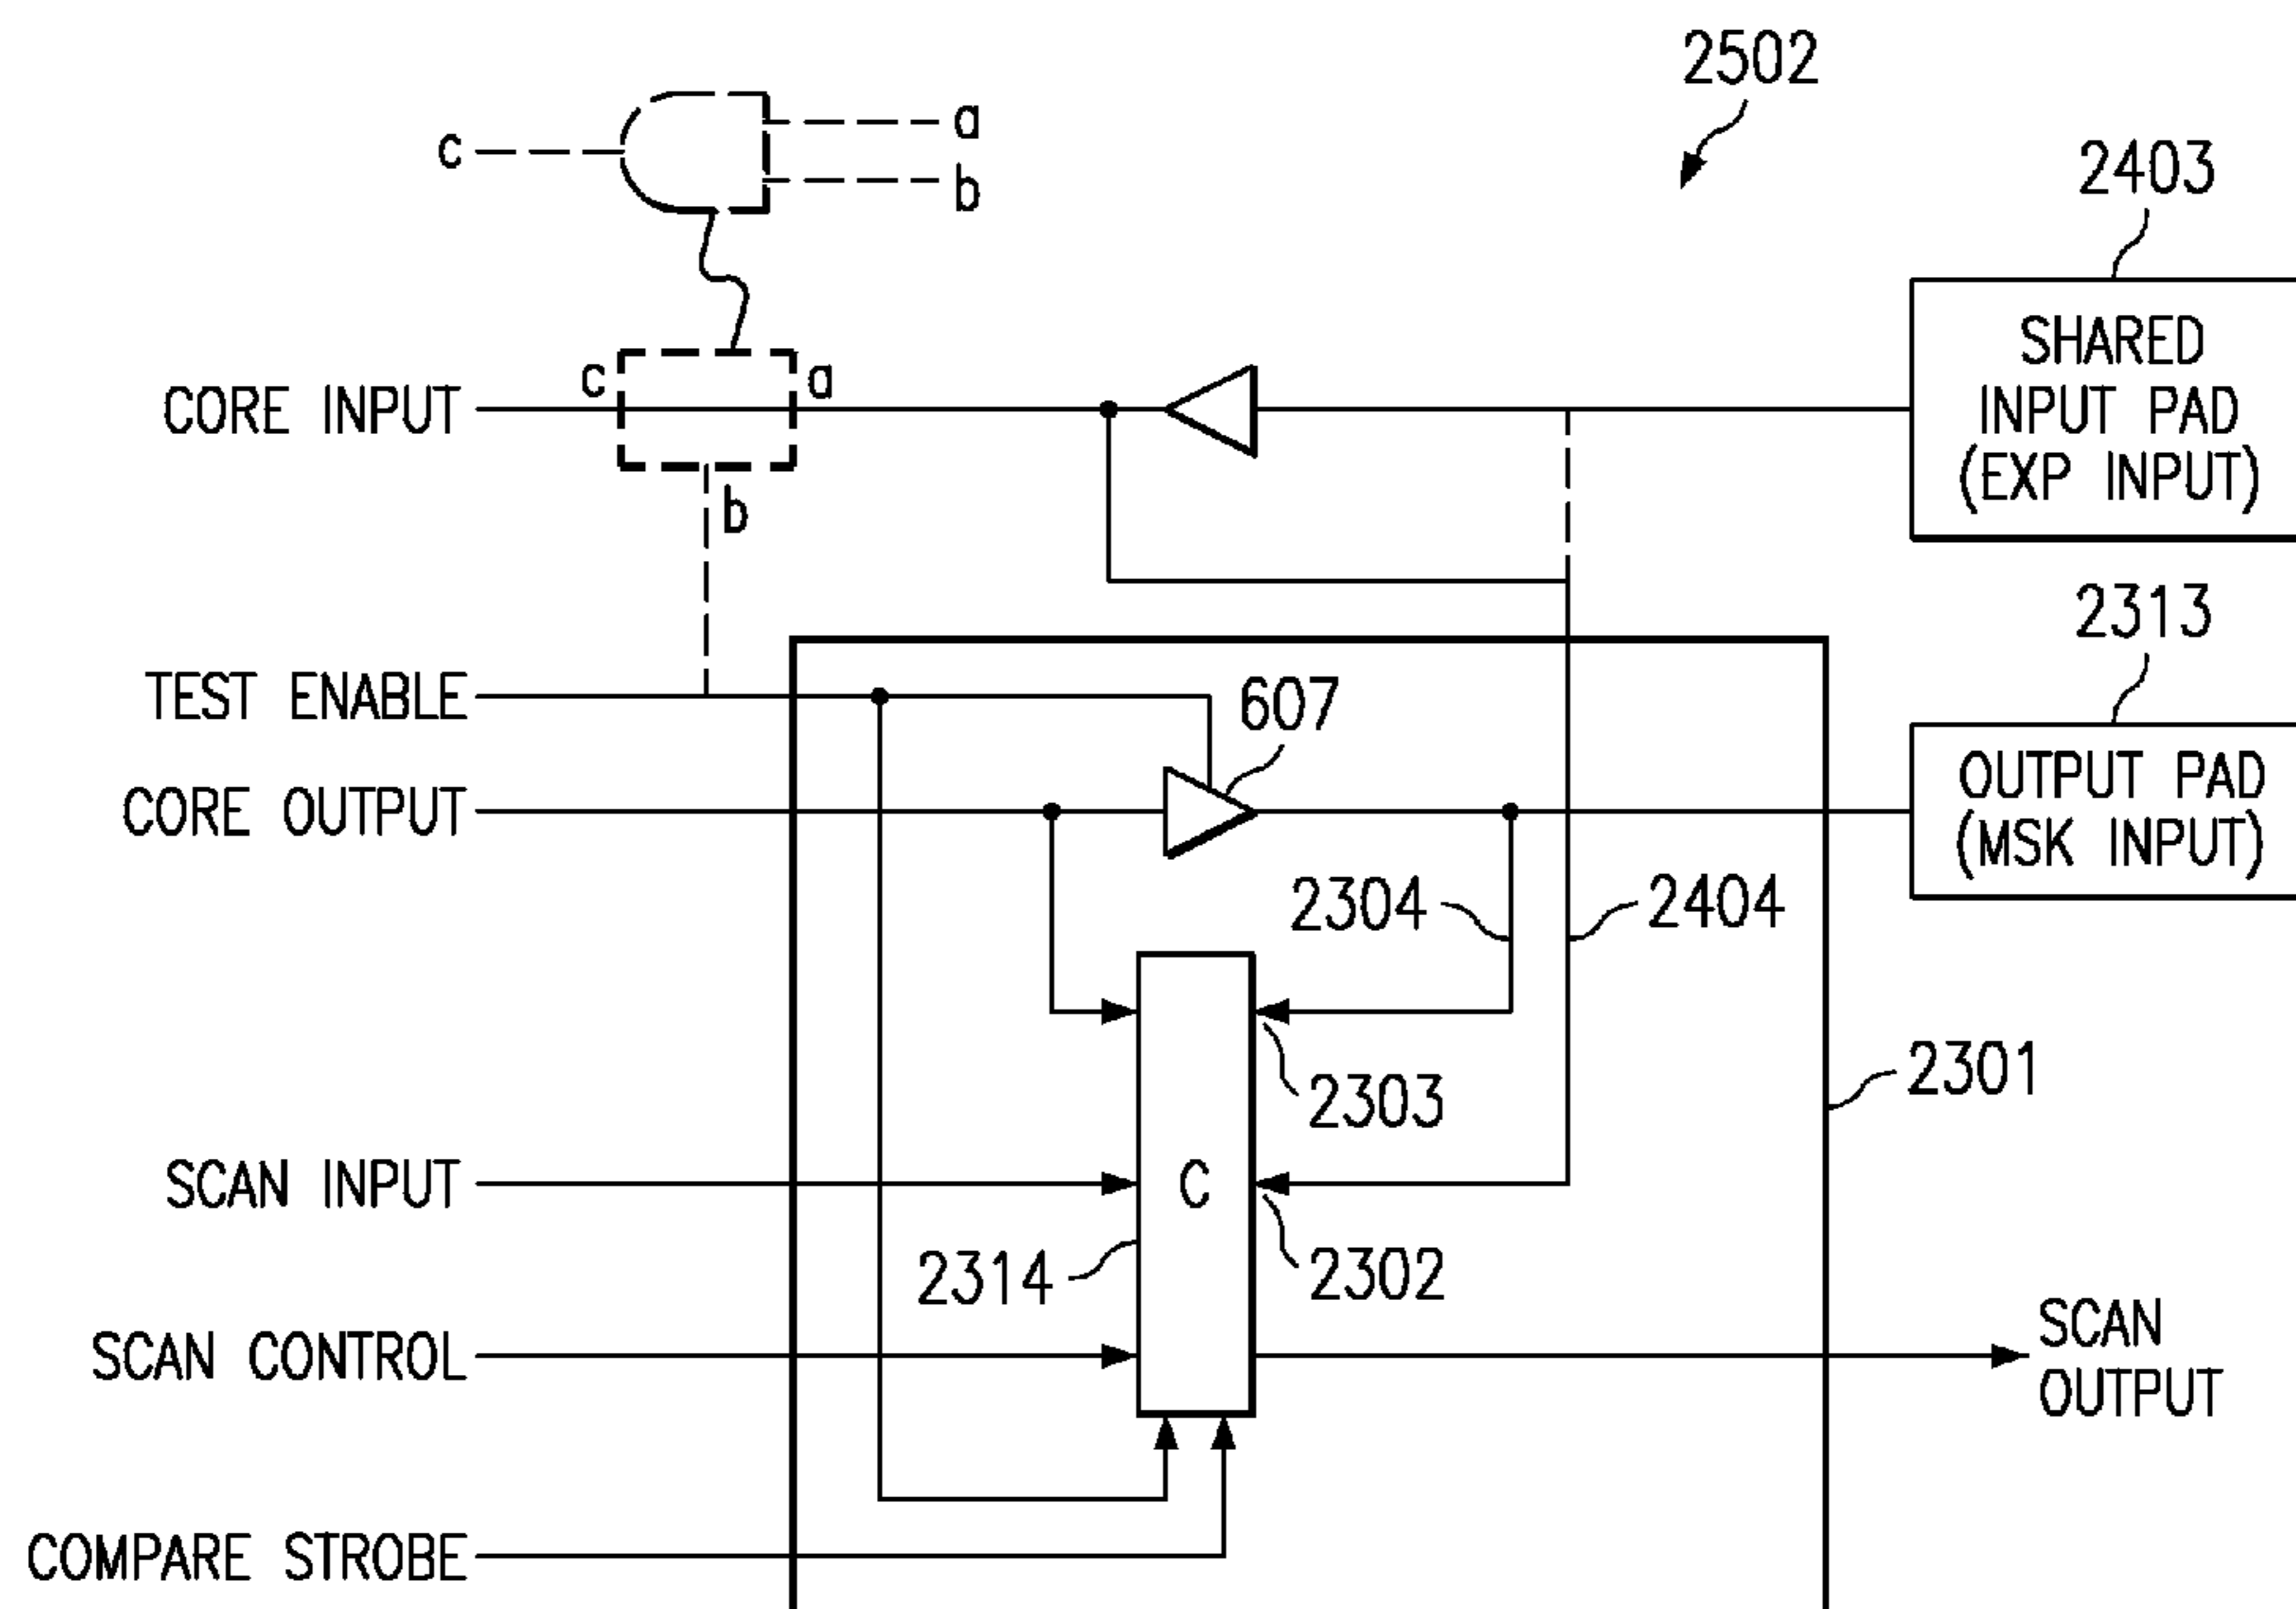 2502
c
a
b
2403
SHARED
INPUT PAD
(EXP INPUT)
c
a
CORE INPUT
b
2313
TEST ENABLE
607
OUTPUT PAD
(MSK INPUT)
CORE OUTPUT
2304
2404
2303
2301
SCAN INPUT
C
2314
2302
SCAN CONTROL
SCAN
OUTPUT
COMPARE STROBE